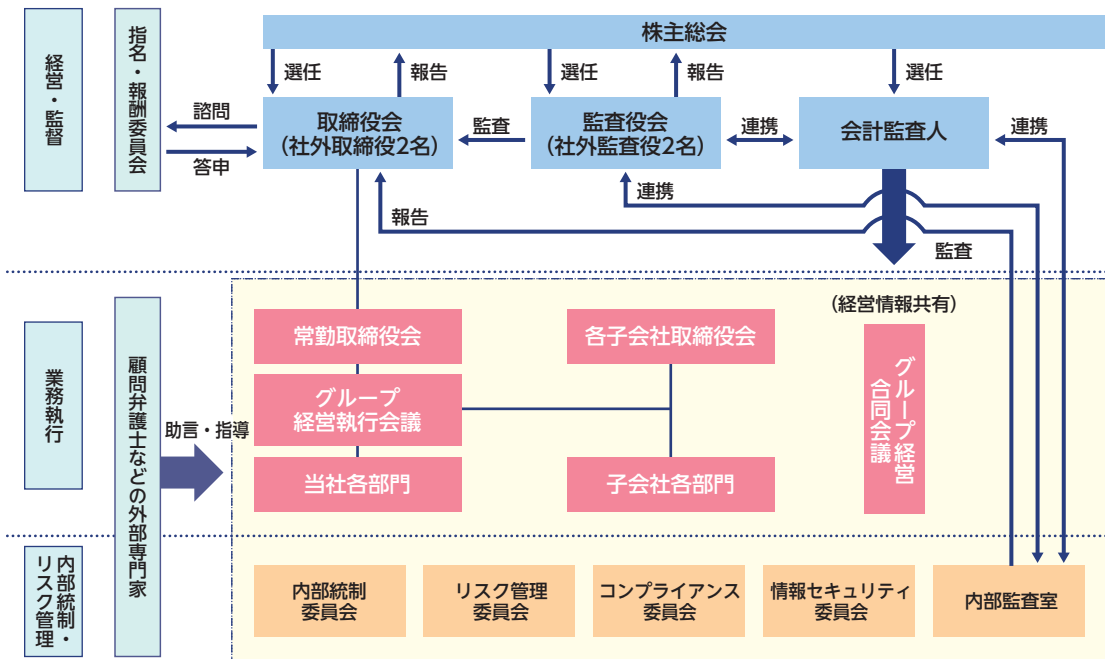 経営・監督
指名・報酬委員会
株主総会
選任
報告
選任
報告
選任
諮問
答申
取締役会
（社外取締役2名）
監査
監査役会
（社外監査役2名）
連携
会計監査人
連携
報告
連携
監査
業務執行
顧問弁護士などの外部専門家
助言・指導
常勤取締役会
グループ
経営執行会議
当社各部門
各子会社取締役会
子会社各部門
（経営情報共有）
グループ経営
合同会議
内部統制・
リスク管理
内部統制
委員会
リスク管理
委員会
コンプライアンス
委員会
情報セキュリティ
委員会
内部監査室